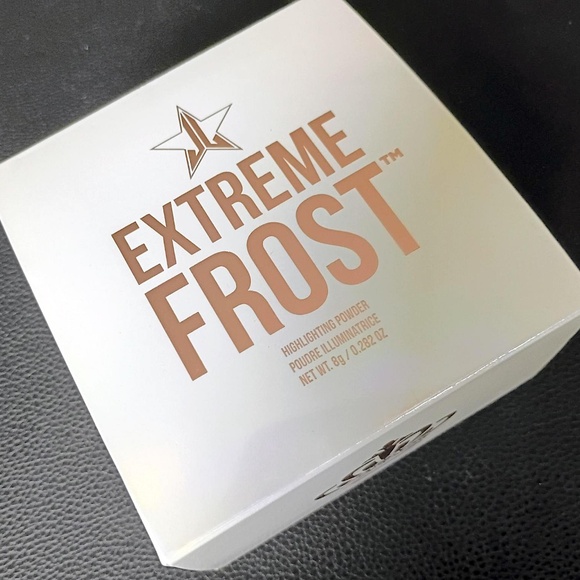 EXTREME
FROST™
HIGHLIGHTING POWDER
POUDRE ILLUMINATRICE
NET WT. 8g / 0.282 OZ